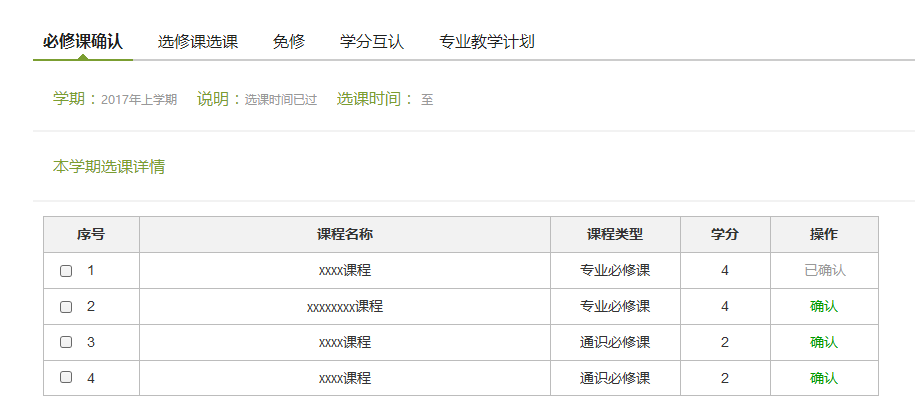 必修课确认 选修课选课 免修 学分互认 专业教学计划
学期：2017年上学期 说明：选课时间已过 选课时间： 至
本学期选课详情
序号 课程名称 课程类型 学分 操作
1 xxxx课程 专业必修课 4 已确认
2 xxxxxxxx课程 专业必修课 4 确认
3 xxxx课程 通识必修课 2 确认
4 xxxx课程 通识必修课 2 确认